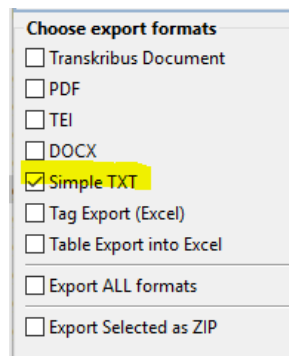 Choose export formats
Transkribus Document
PDF
TEI
DOCX
Simple TXT
Tag Export (Excel)
Table Export into Excel
Export ALL formats
Export Selected as ZIP